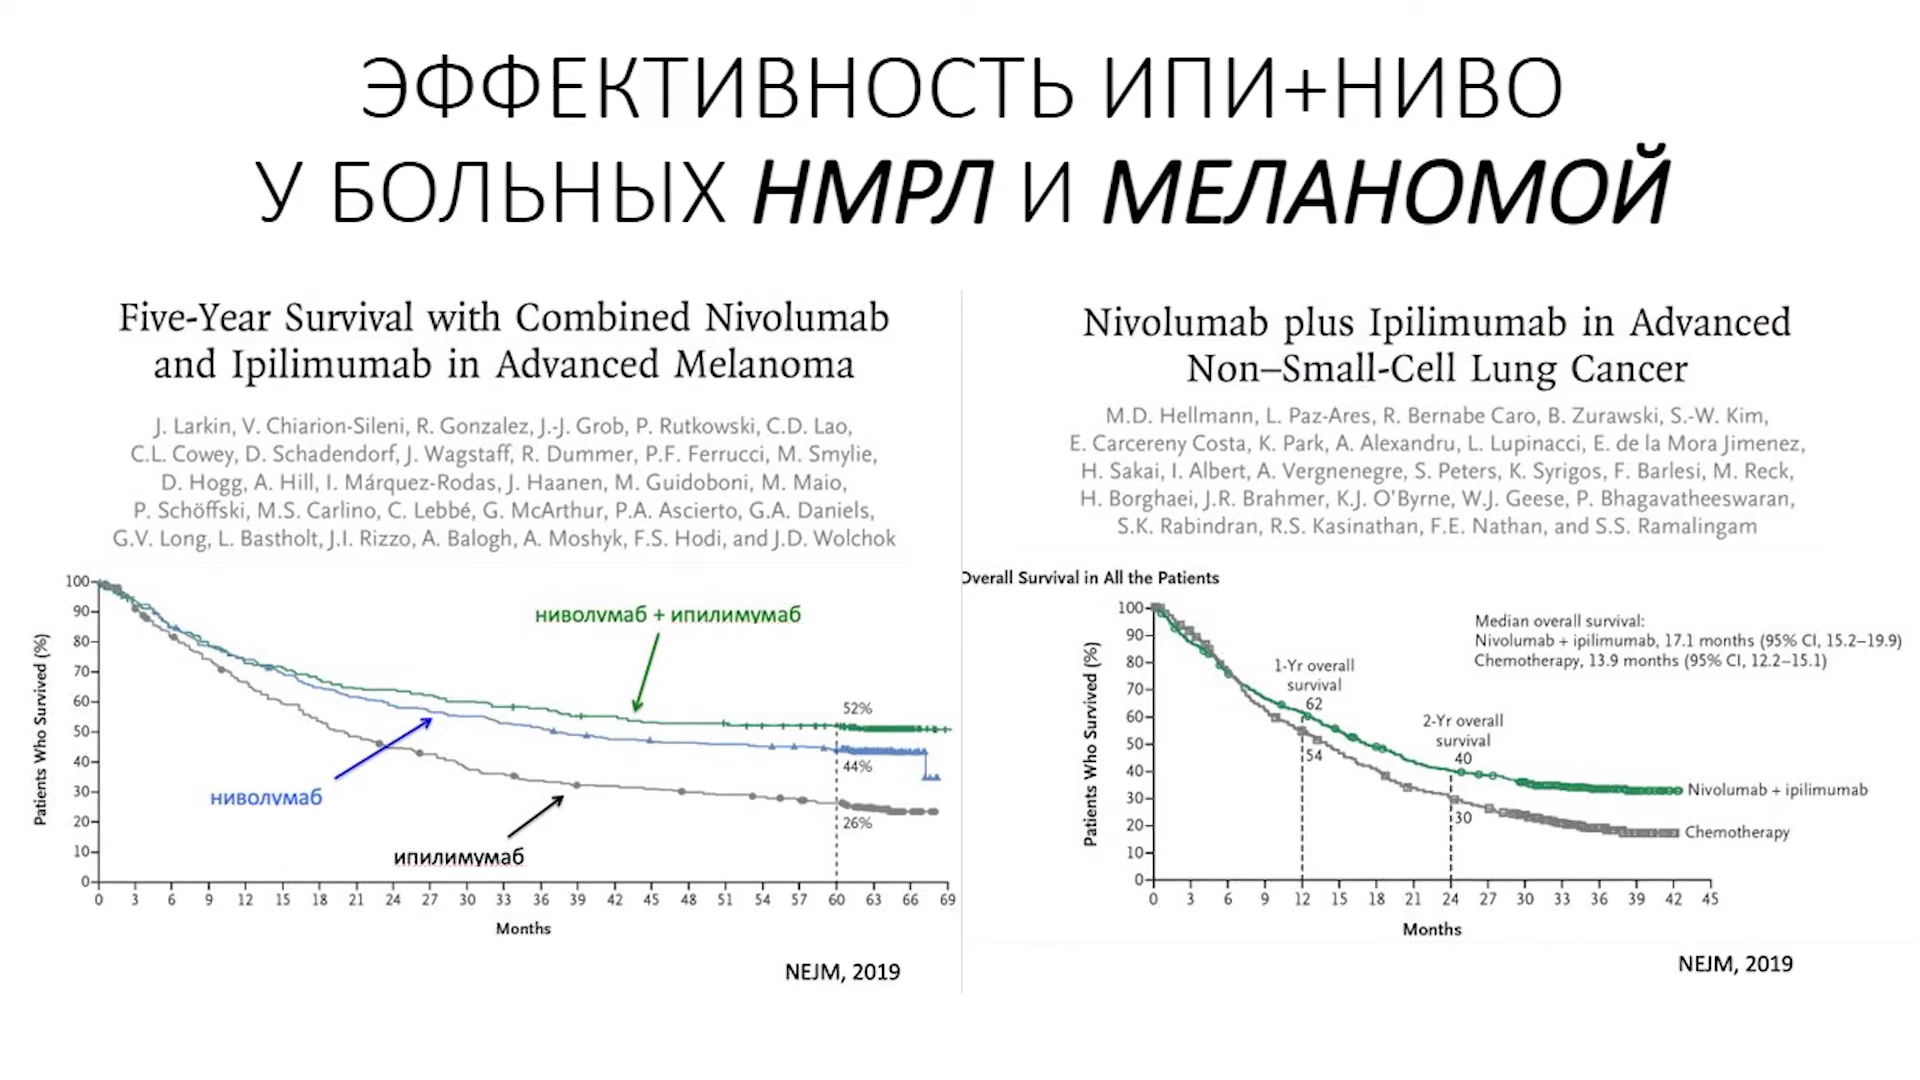 ЭФФЕКТИВНОСТЬ ИПИ+НИВО
У БОЛЬНЫХ НМРЛ И МЕЛАНОМОЙ
Five-Year Survival with Combined Nivolumab
and Ipilimumab in Advanced Melanoma
J. Larkin, V. Chiarion-Sileni, R. Gonzalez, J.-J. Grob, P. Rutkowski, C.D. Lao,
C.L. Cowey, D. Schadendorf, J. Wagstaff, R. Dummer, P.F. Ferrucci, M. Smylie,
D. Hogg, A. Hill, I. Márquez-Rodas, J. Haanen, M. Guidoboni, M. Maio,
P. Schöffski, M.S. Carlino, C. Lebbé, G. McArthur, P.A. Ascierto, G.A. Daniels,
G.V. Long, L. Bastholt, J.I. Rizzo, A. Balogh, A. Moshyk, F.S. Hodi, and J.D. Wolchok
Patients Who Survived (%)
100
90
80
70
60
50
40
30
20
10
0
ниволумаб + ипилимумаб
ниволумаб
ипилимумаб
52%
44%
26%
0 3 6 9 12 15 18 21 24 27 30 33 36 39 42 45 48 51 54 57 60 63 66 69
Months
NEJM, 2019
Nivolumab plus Ipilimumab in Advanced
Non–Small-Cell Lung Cancer
M.D. Hellmann, L. Paz-Ares, R. Bernabe Caro, B. Zurawski, S.-W. Kim,
E. Carcereny Costa, K. Park, A. Alexandru, L. Lupinacci, E. de la Mora Jimenez,
H. Sakai, I. Albert, A. Vergnenegre, S. Peters, K. Syrigos, F. Barlesi, M. Reck,
H. Borghaei, J.R. Brahmer, K.J. O'Byrne, W.J. Geese, P. Bhagavatheeswaran,
S.K. Rabindran, R.S. Kasinathan, F.E. Nathan, and S.S. Ramalingam
Overall Survival in All the Patients
Patients Who Survived (%)
100
90
80
70
60
50
40
30
20
10
0
Median overall survival:
Nivolumab + ipilimumab, 17.1 months (95% CI, 15.2–19.9)
Chemotherapy, 13.9 months (95% CI, 12.2–15.1)
1-Yr overall
survival
62
54
2-Yr overall
survival
40
30
Nivolumab + ipilimumab
Chemotherapy
0 3 6 9 12 15 18 21 24 27 30 33 36 39 42 45
Months
NEJM, 2019